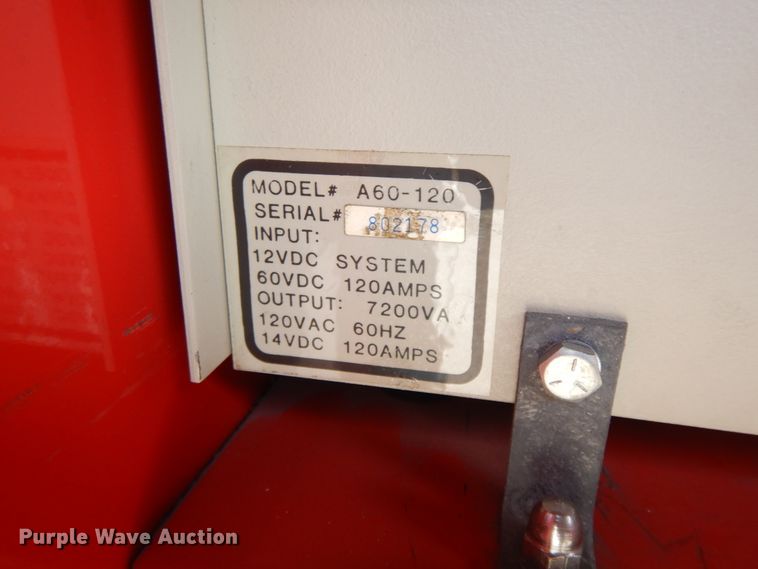 MODEL# A60-120
SERIAL# 802178
INPUT:
12VDC SYSTEM
60VDC 120AMPS
OUTPUT: 7200VA
120VAC 60HZ
14VDC 120AMPS
Purple Wave Auction